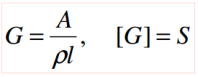 G = A / ρl, [G] = S